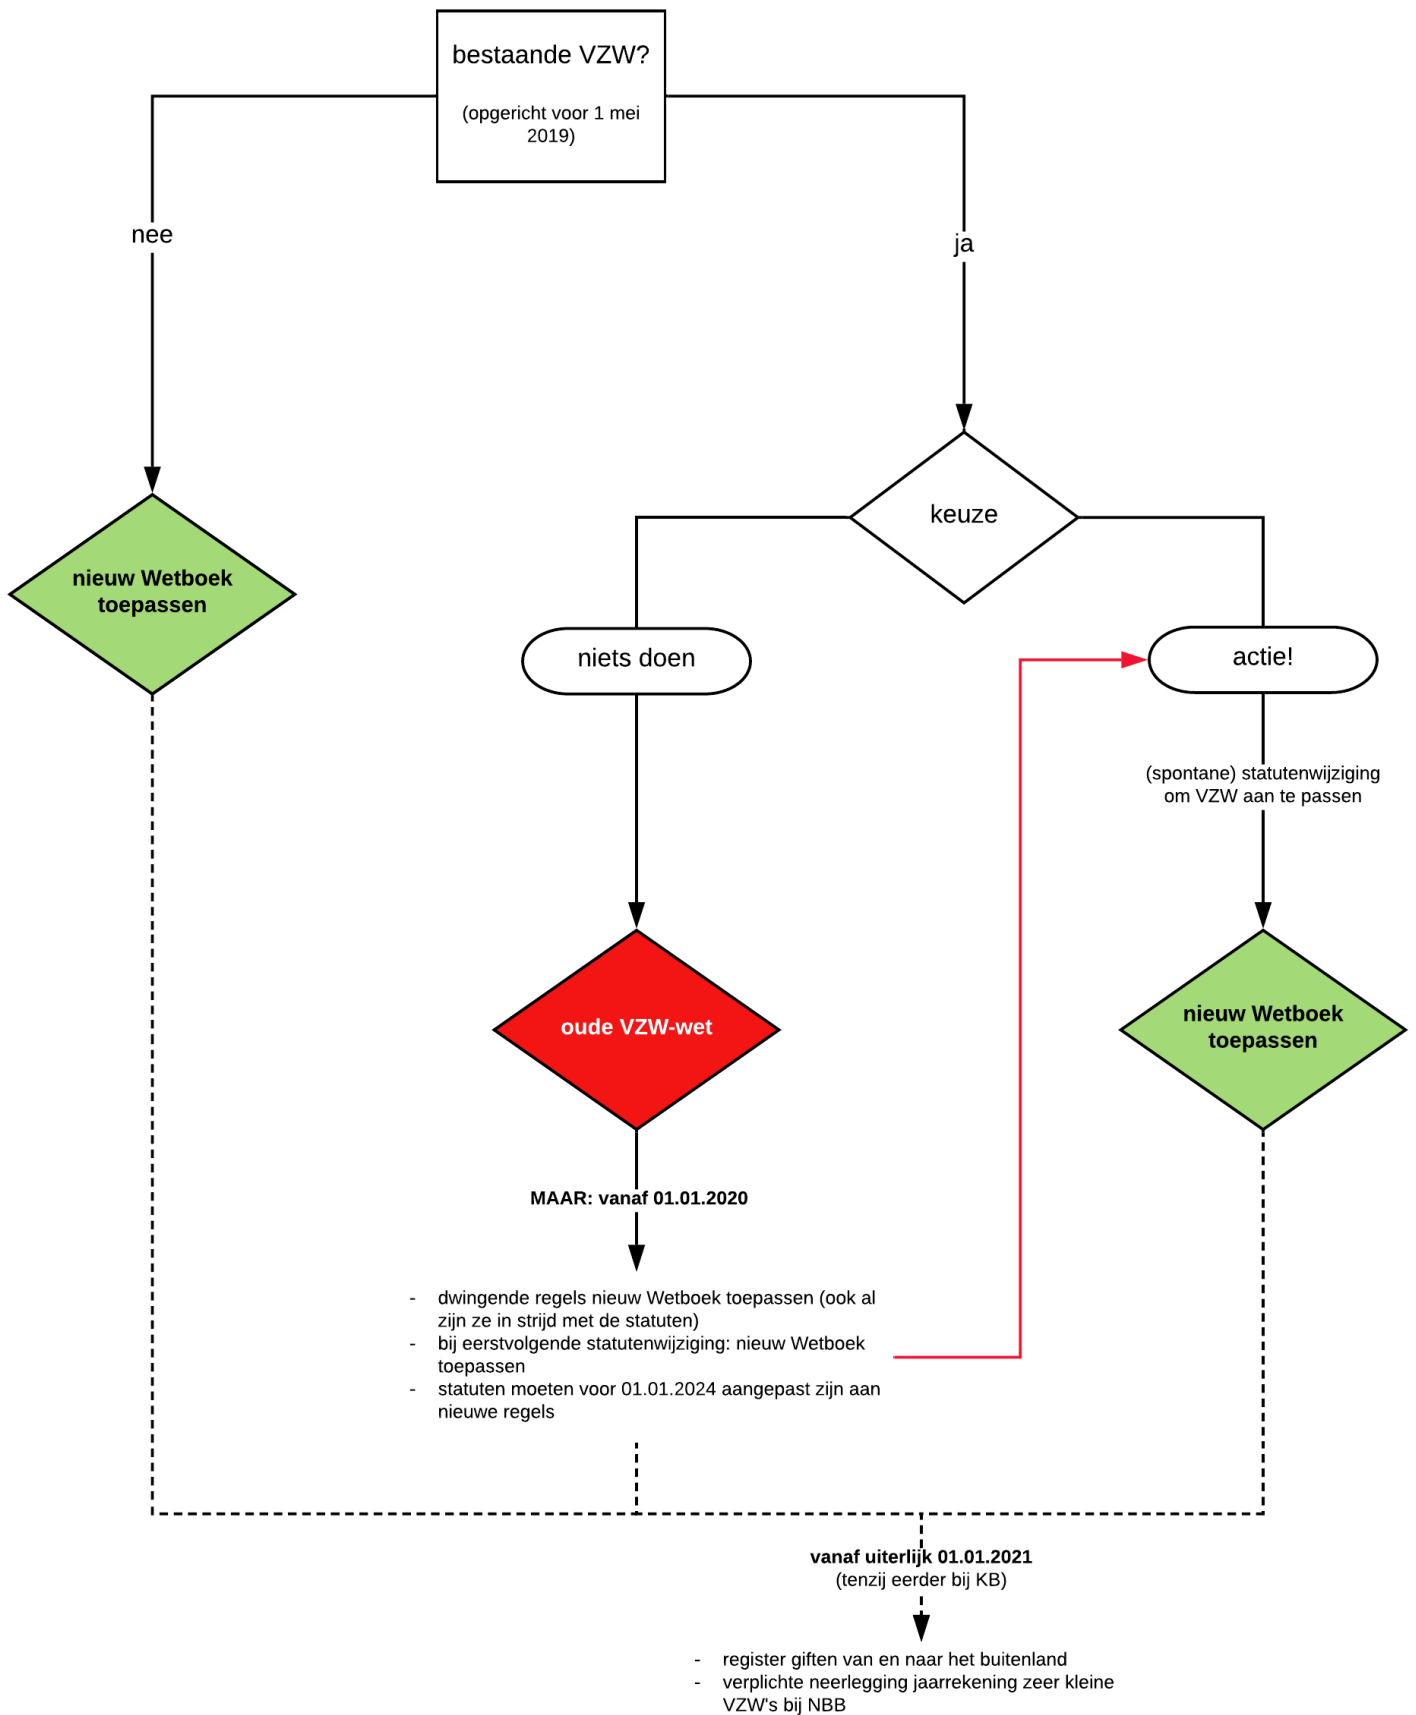 bestaande VZW?
(opgericht voor 1 mei
2019)
nee
ja
keuze
nieuw Wetboek
toepassen
niets doen
actie!
(spontane) statutenwijziging
om VZW aan te passen
oude VZW-wet
nieuw Wetboek
toepassen
MAAR: vanaf 01.01.2020
- dwingende regels nieuw Wetboek toepassen (ook al
zijn ze in strijd met de statuten)
- bij eerstvolgende statutenwijziging: nieuw Wetboek
toepassen
- statuten moeten voor 01.01.2024 aangepast zijn aan
nieuwe regels
vanaf uiterlijk 01.01.2021
(tenzij eerder bij KB)
- register giften van en naar het buitenland
- verplichte neerlegging jaarrekening zeer kleine
VZW's bij NBB